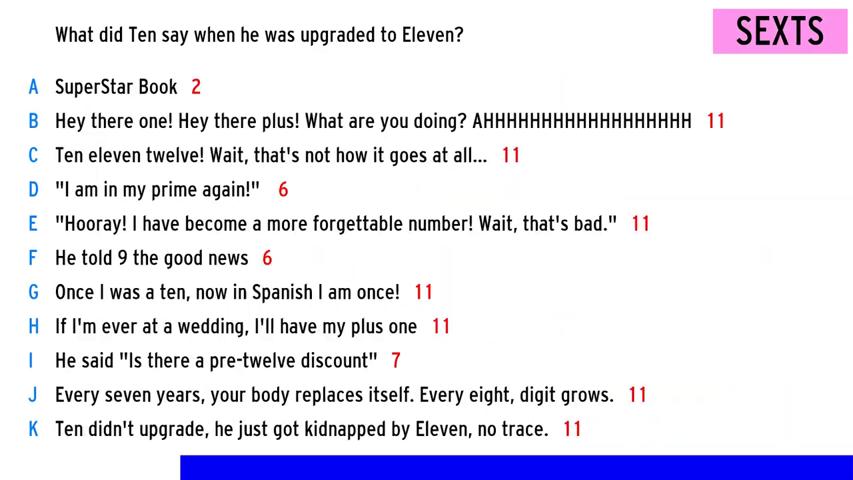 What did Ten say when he was upgraded to Eleven?
SEXTS
A SuperStar Book 2
B Hey there one! Hey there plus! What are you doing? AHHHHHHHHHHHHHHHHHH 11
C Ten eleven twelve! Wait, that's not how it goes at all... 11
D "I am in my prime again!" 6
E "Hooray! I have become a more forgettable number! Wait, that's bad." 11
F He told 9 the good news 6
G Once I was a ten, now in Spanish I am once! 11
H If I'm ever at a wedding, I'll have my plus one 11
I He said "Is there a pre-twelve discount" 7
J Every seven years, your body replaces itself. Every eight, digit grows. 11
K Ten didn't upgrade, he just got kidnapped by Eleven, no trace. 11